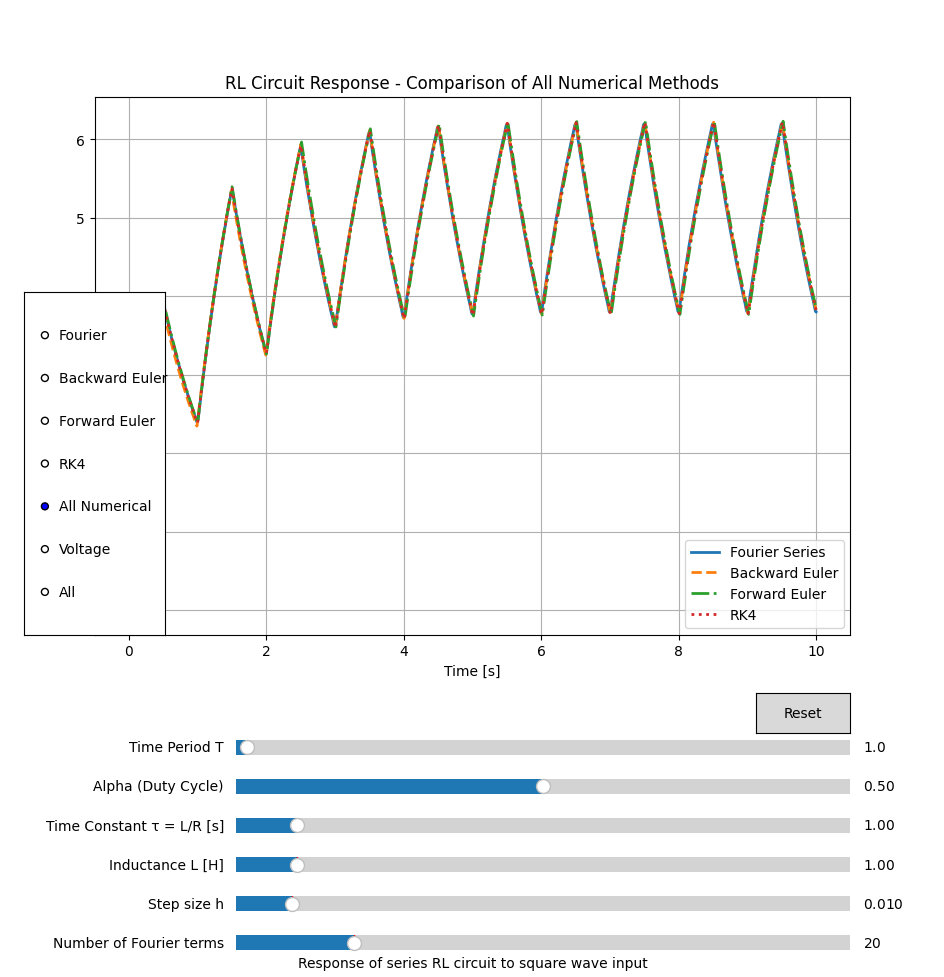 RL Circuit Response - Comparison of All Numerical Methods
6
5
Fourier
Backward Euler
Forward Euler
RK4
All Numerical
Voltage
All
Fourier Series
Backward Euler
Forward Euler
RK4
0 2 4 6 8 10
Time [s]
Reset
Time Period T 1.0
Alpha (Duty Cycle) 0.50
Time Constant τ = L/R [s] 1.00
Inductance L [H] 1.00
Step size h 0.010
Number of Fourier terms 20
Response of series RL circuit to square wave input